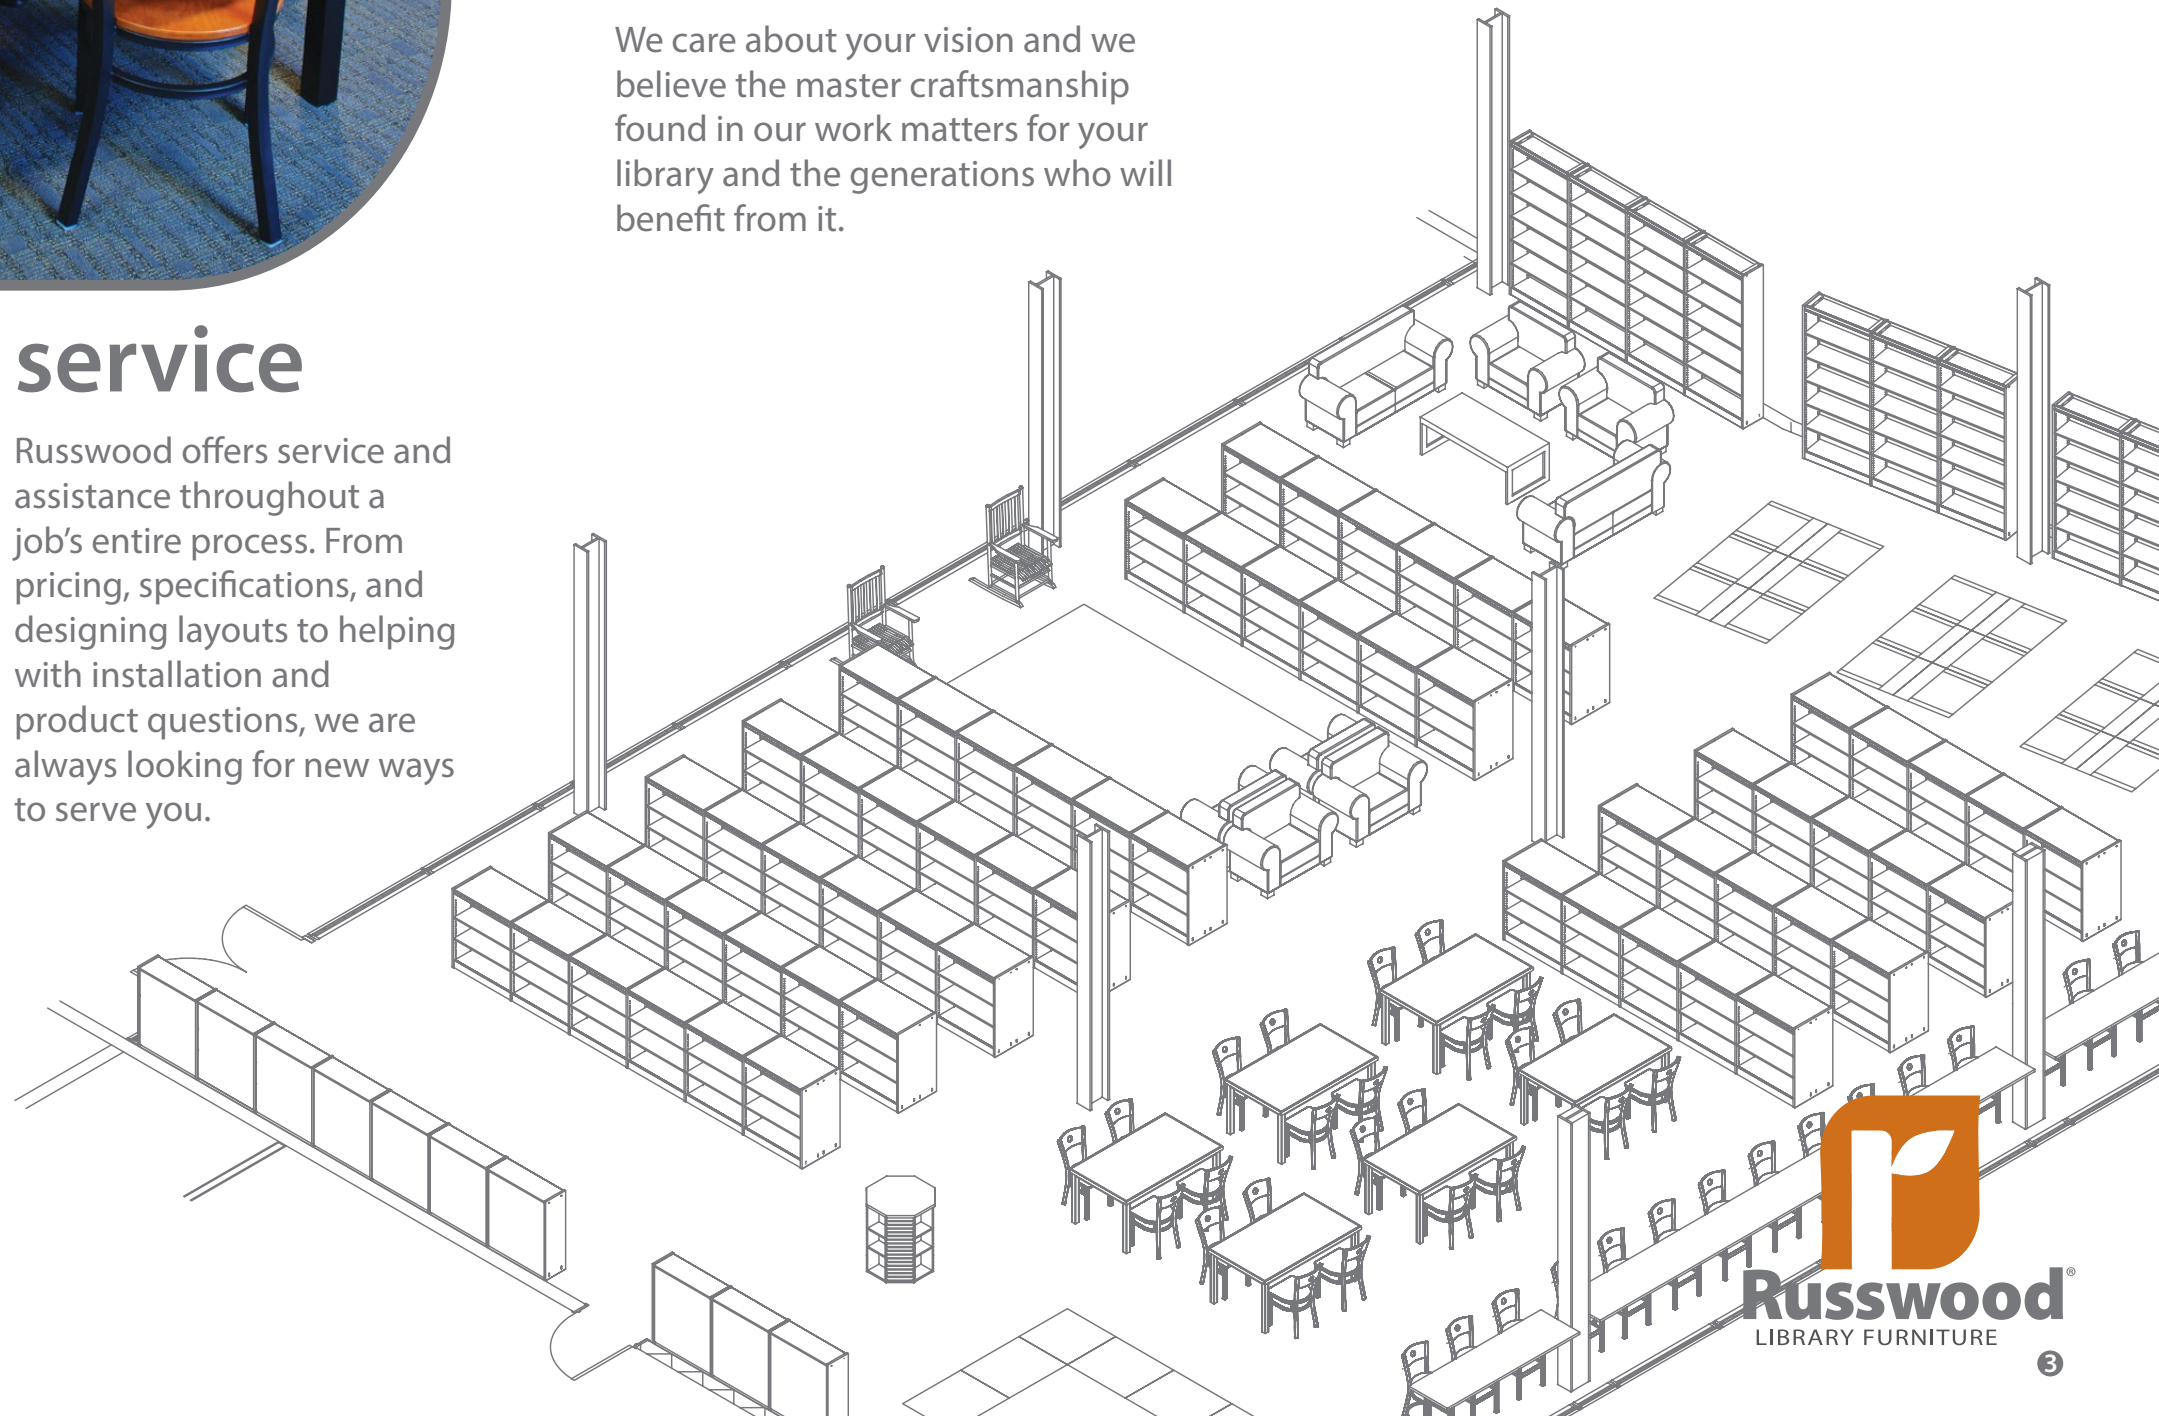 We care about your vision and we
believe the master craftsmanship
found in our work matters for your
library and the generations who will
benefit from it.
service
Russwood offers service and
assistance throughout a
job’s entire process. From
pricing, specifications, and
designing layouts to helping
with installation and
product questions, we are
always looking for new ways
to serve you.
Russwood®
LIBRARY FURNITURE
3